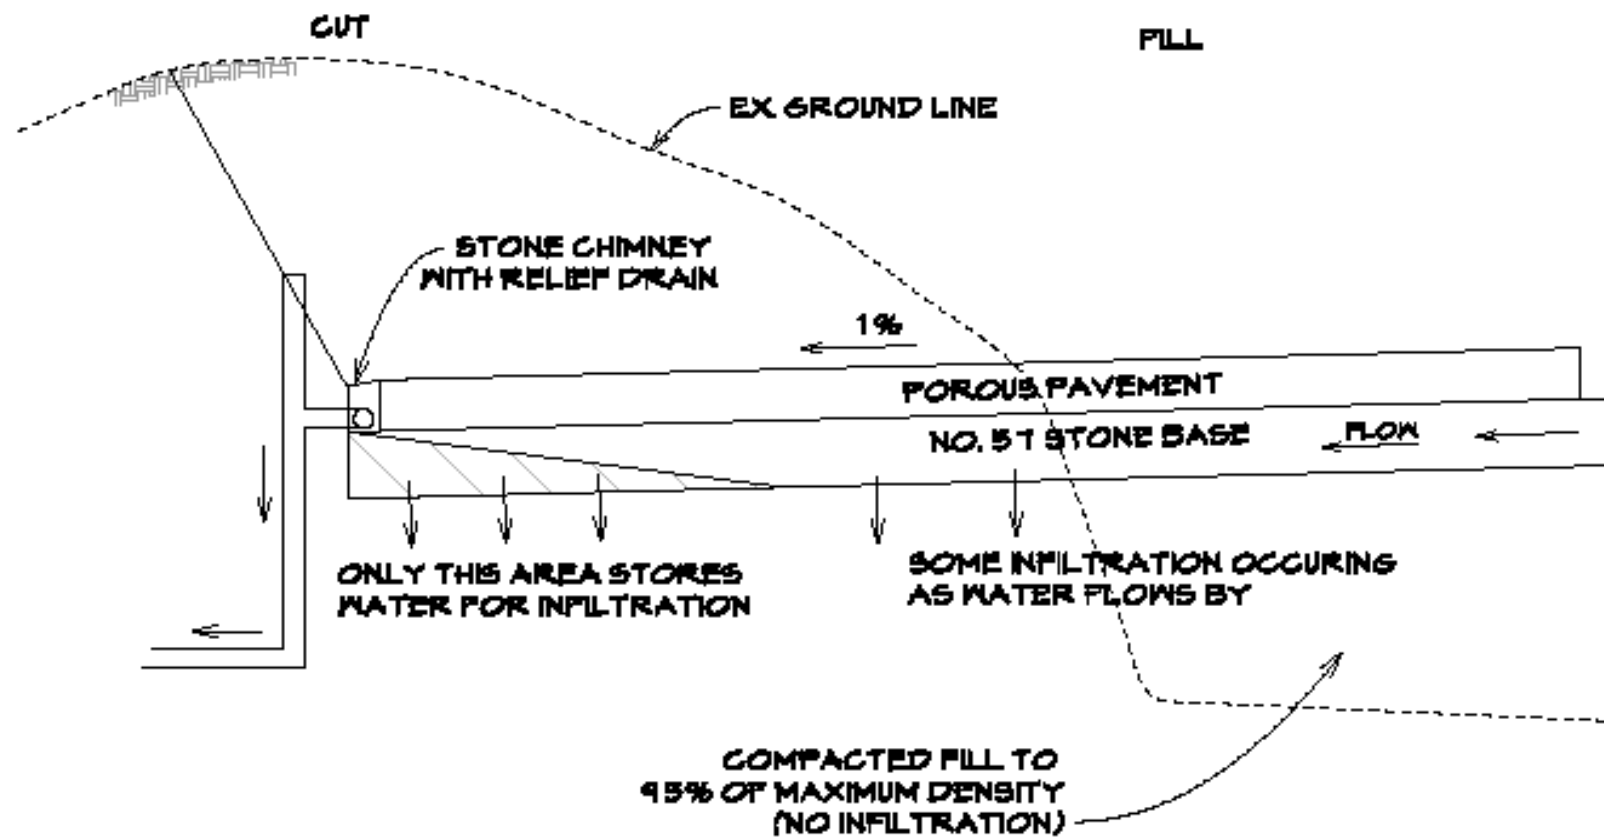 CUT
FILL
EX GROUND LINE
STONE CHIMNEY
WITH RELIEF DRAIN
1%
POROUS PAVEMENT
NO. 57 STONE BASE
FLOW
ONLY THIS AREA STORES
WATER FOR INFILTRATION
SOME INFILTRATION OCCURING
AS WATER FLOWS BY
COMPACTED FILL TO
95% OF MAXIMUM DENSITY
(NO INFILTRATION)